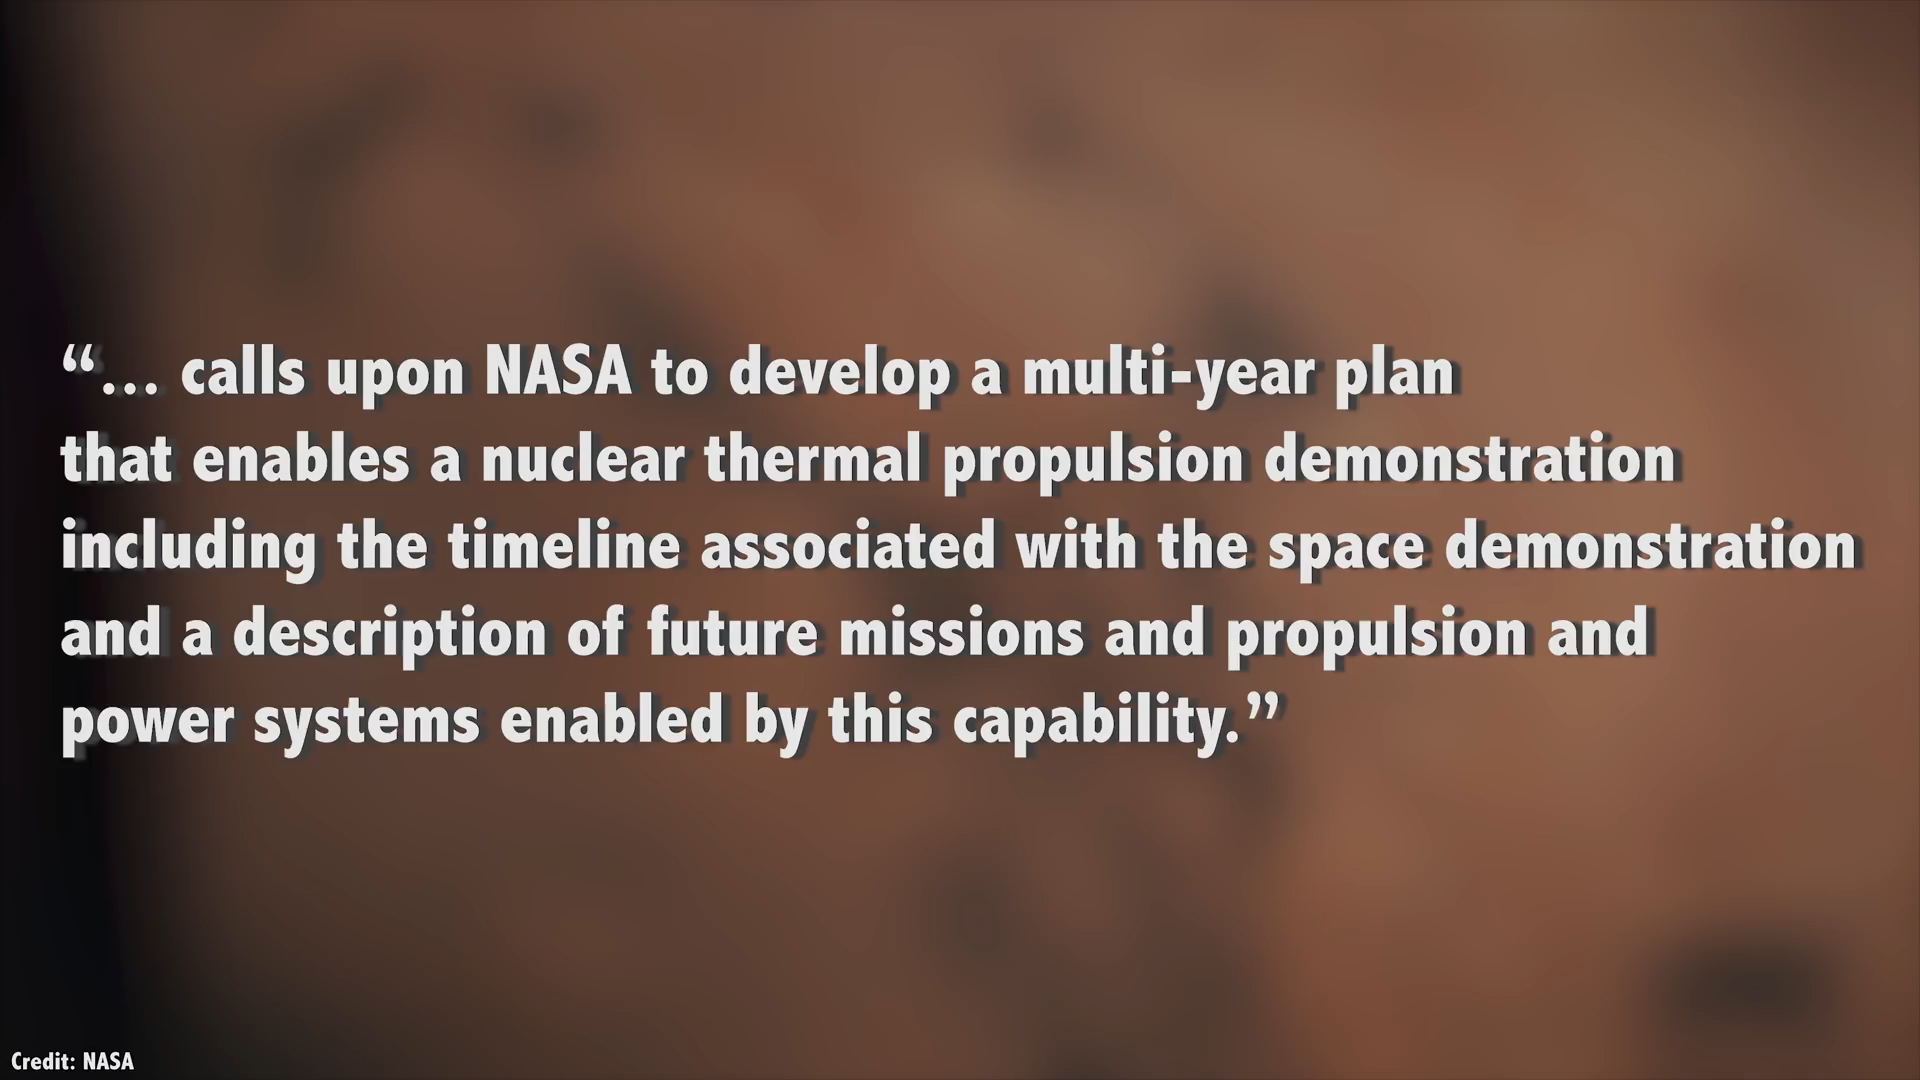 “... calls upon NASA to develop a multi-year plan
that enables a nuclear thermal propulsion demonstration
including the timeline associated with the space demonstration
and a description of future missions and propulsion and
power systems enabled by this capability.”
Credit: NASA